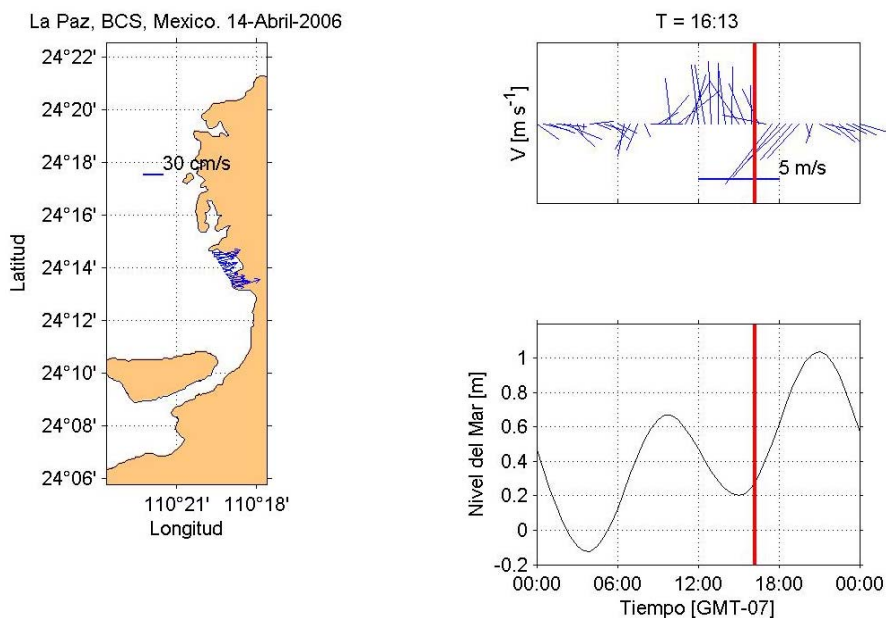 La Paz, BCS, Mexico. 14-Abril-2006
24°22'
24°20'
24°18'
24°16'
24°14'
24°12'
24°10'
24°08'
24°06'
Latitud
30 cm/s
110°21' 110°18'
Longitud
T = 16:13
V [m s-1]
5 m/s
Nivel del Mar [m]
1
0.8
0.6
0.4
0.2
0
-0.2
00:00 06:00 12:00 18:00 00:00
Tiempo [GMT-07]